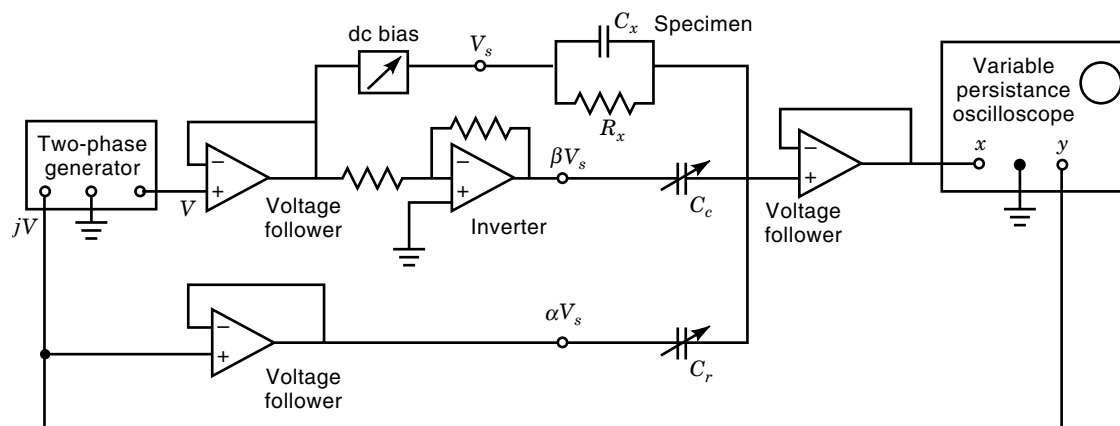 dc bias
V_s
C_x
Specimen
R_x
Variable
persistance
oscilloscope
x
y
Two-phase
generator
V
jV
−
+
Voltage
follower
−
+
Inverter
βV_s
C_c
−
+
Voltage
follower
−
+
Voltage
follower
αV_s
C_r